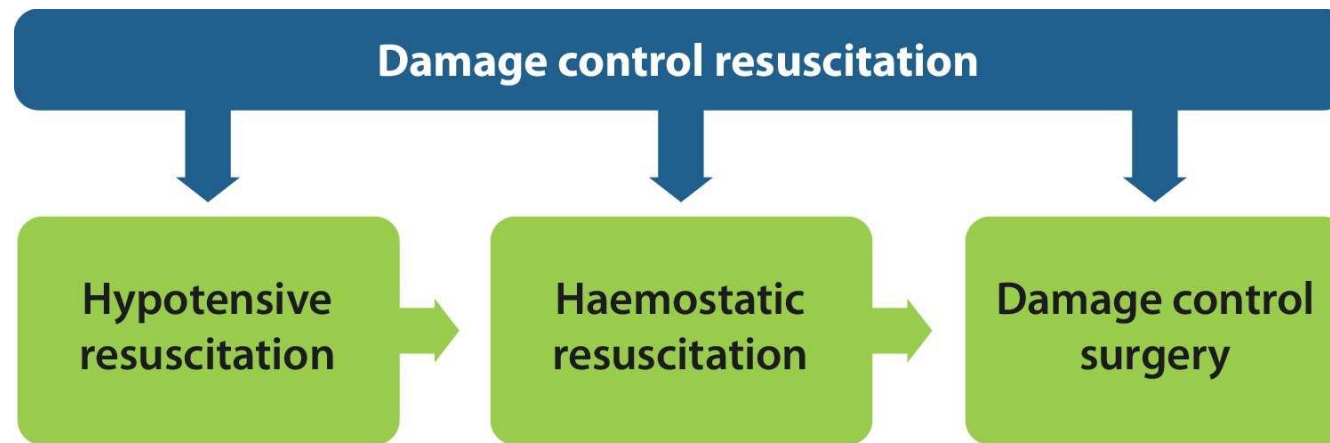 Damage control resuscitation
Hypotensive
resuscitation
Haemostatic
resuscitation
Damage control
surgery